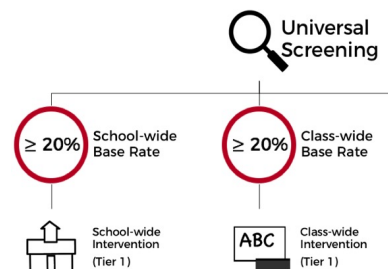 Universal
Screening
≥ 20%
School-wide
Base Rate
≥ 20%
Class-wide
Base Rate
School-wide
Intervention
(Tier 1)
ABC
Class-wide
Intervention
(Tier 1)